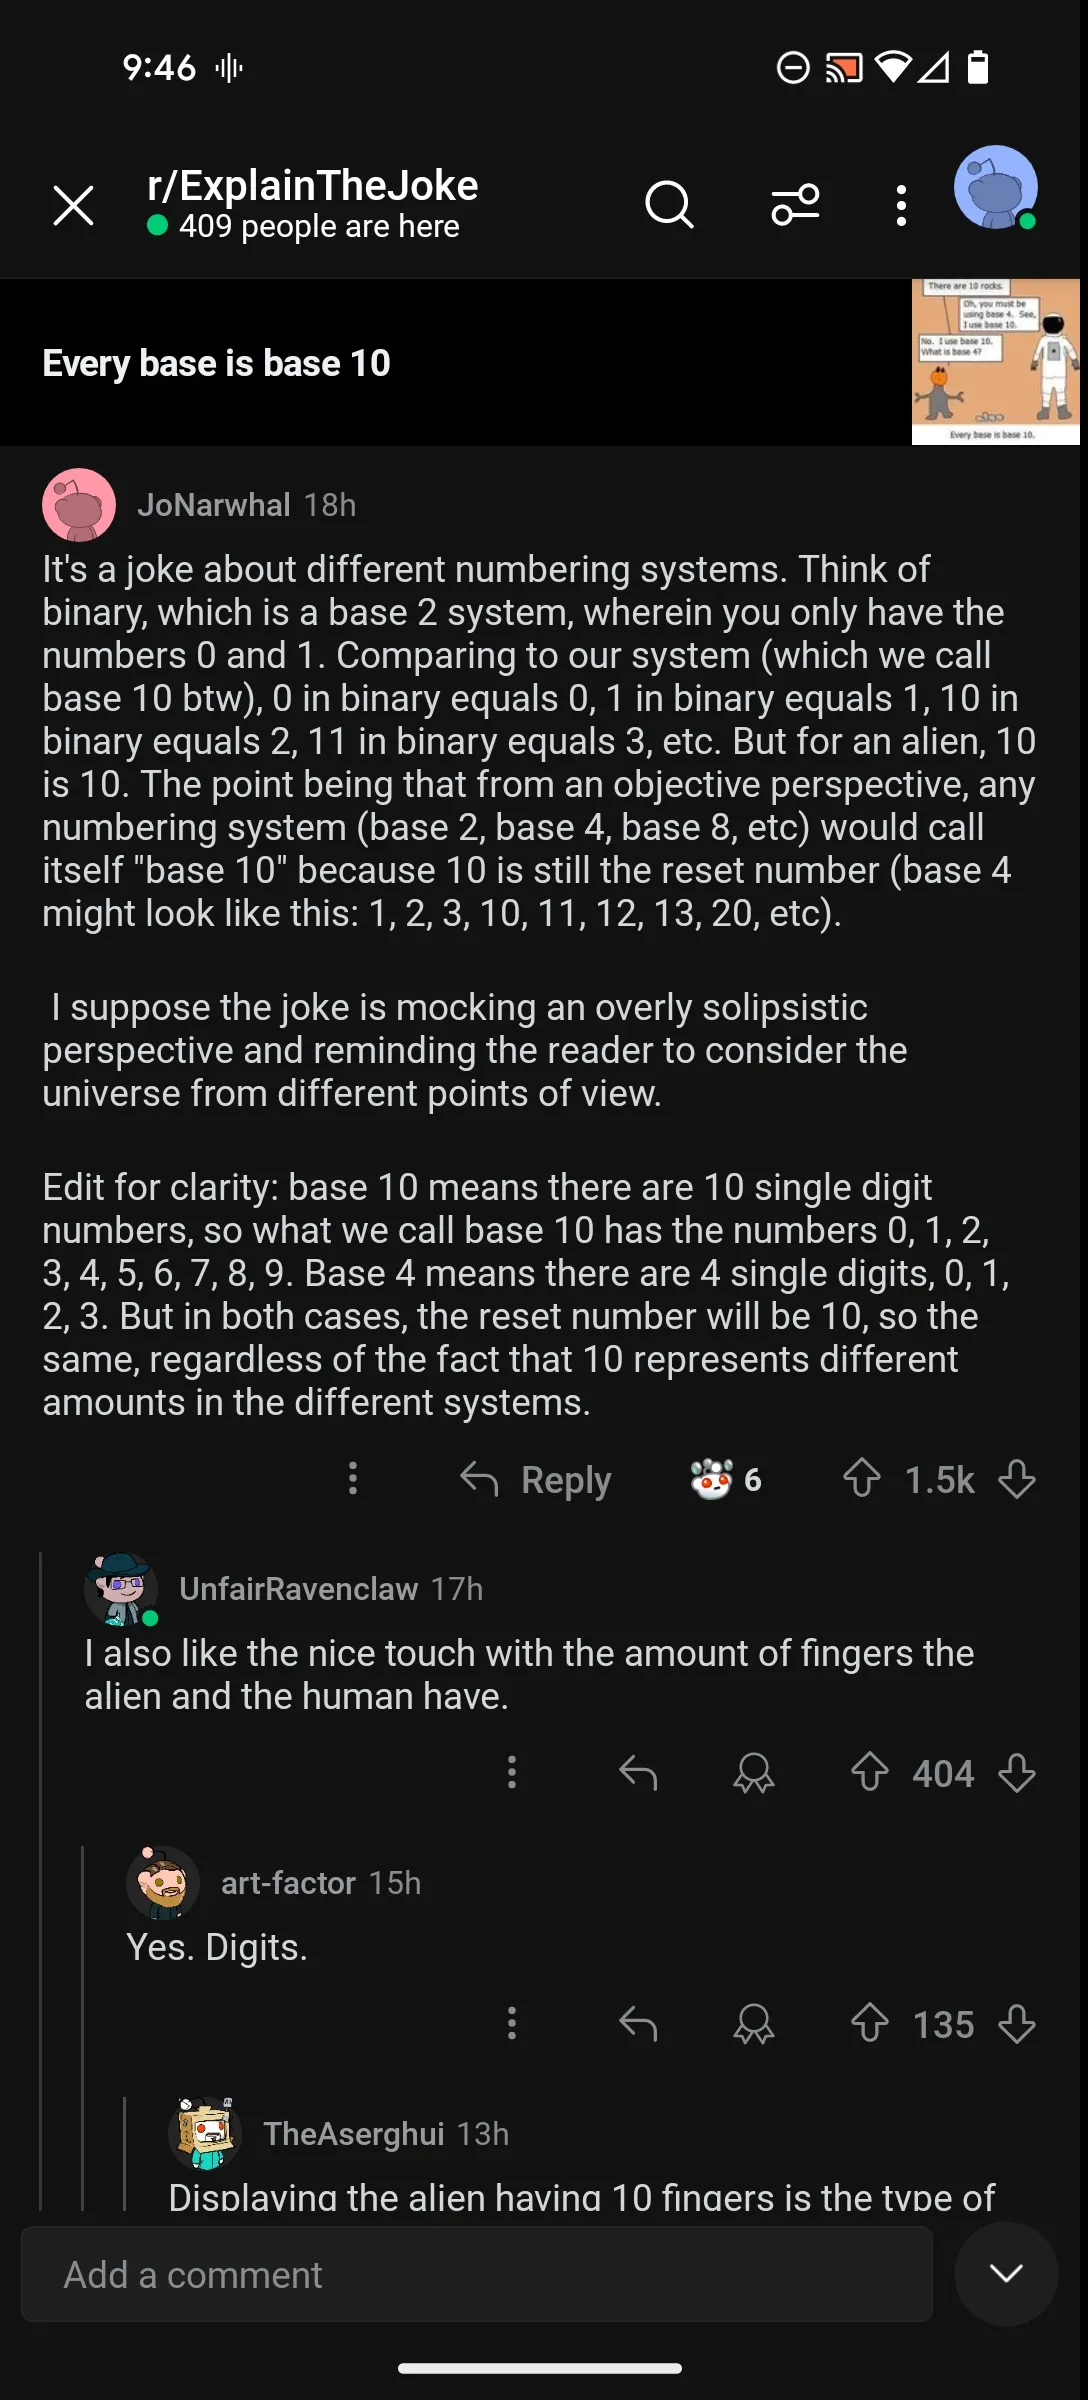 9:46
r/ExplainTheJoke
409 people are here
Every base is base 10
There are 10 rocks.
Oh, you must be
using base 4. See,
I use base 10.
No. I use base 10.
What is base 4?
Every base is base 10.
JoNarwhal 18h
It's a joke about different numbering systems. Think of
binary, which is a base 2 system, wherein you only have the
numbers 0 and 1. Comparing to our system (which we call
base 10 btw), 0 in binary equals 0, 1 in binary equals 1, 10 in
binary equals 2, 11 in binary equals 3, etc. But for an alien, 10
is 10. The point being that from an objective perspective, any
numbering system (base 2, base 4, base 8, etc) would call
itself "base 10" because 10 is still the reset number (base 4
might look like this: 1, 2, 3, 10, 11, 12, 13, 20, etc).
I suppose the joke is mocking an overly solipsistic
perspective and reminding the reader to consider the
universe from different points of view.
Edit for clarity: base 10 means there are 10 single digit
numbers, so what we call base 10 has the numbers 0, 1, 2,
3, 4, 5, 6, 7, 8, 9. Base 4 means there are 4 single digits, 0, 1,
2, 3. But in both cases, the reset number will be 10, so the
same, regardless of the fact that 10 represents different
amounts in the different systems.
Reply 6 1.5k
UnfairRavenclaw 17h
I also like the nice touch with the amount of fingers the
alien and the human have.
404
art-factor 15h
Yes. Digits.
135
TheAserghui 13h
Displaying the alien having 10 fingers is the type of
Add a comment